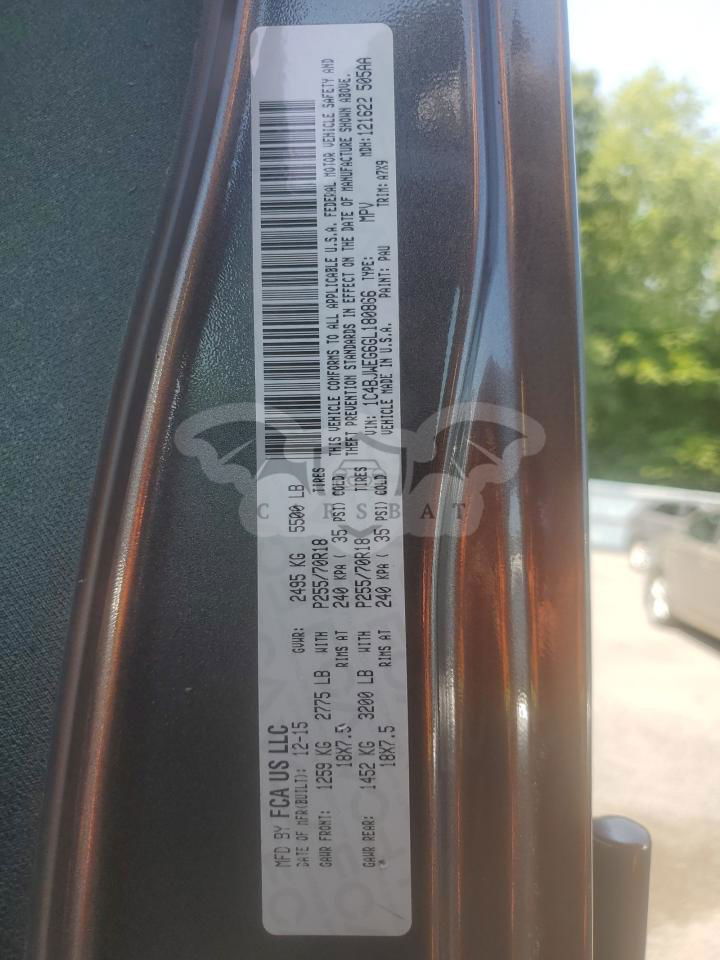 MFD BY FCA US LLC
DATE OF MFR(BUILT): 12-15 GVWR: 2495 KG 5500 LB
GAWR FRONT: 1259 KG 2775 LB WITH P255/70R18 TIRES
18X7.5 RIMS AT 240 KPA ( 35 PSI) COLD
GAWR REAR: 1452 KG 3200 LB WITH P255/70R18 TIRES
18X7.5 RIMS AT 240 KPA ( 35 PSI) COLD
THIS VEHICLE CONFORMS TO ALL APPLICABLE U.S.A. FEDERAL MOTOR VEHICLE SAFETY AND
THEFT PREVENTION STANDARDS IN EFFECT ON THE DATE OF MANUFACTURE SHOWN ABOVE.
VIN: 1C4BJWEG6GL180866 TYPE: MPV MDH:121622 505AA
VEHICLE MADE IN U.S.A. PAINT: PAU TRIM: A7X9
CARSBAT